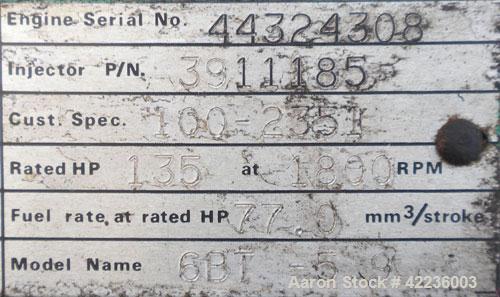 Engine Serial No. 44324308
Injector P/N. 3911185
Cust. Spec. 100-2351
Rated HP 135 at 1800 RPM
Fuel rate at rated HP 77.0 mm3/stroke
Model Name 6BT - 5.9
Aaron Stock # 42236003